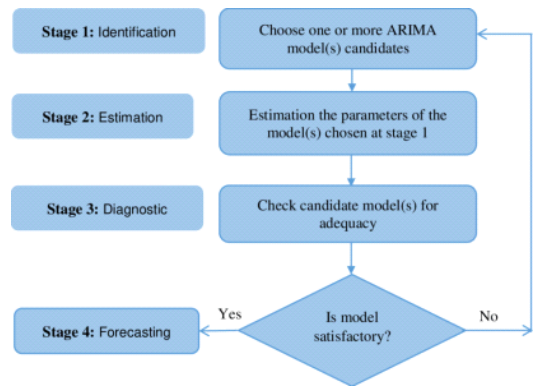 Stage 1: Identification
Choose one or more ARIMA
model(s) candidates
Stage 2: Estimation
Estimation the parameters of the
model(s) chosen at stage 1
Stage 3: Diagnostic
Check candidate model(s) for
adequacy
Is model
satisfactory?
Yes
No
Stage 4: Forecasting